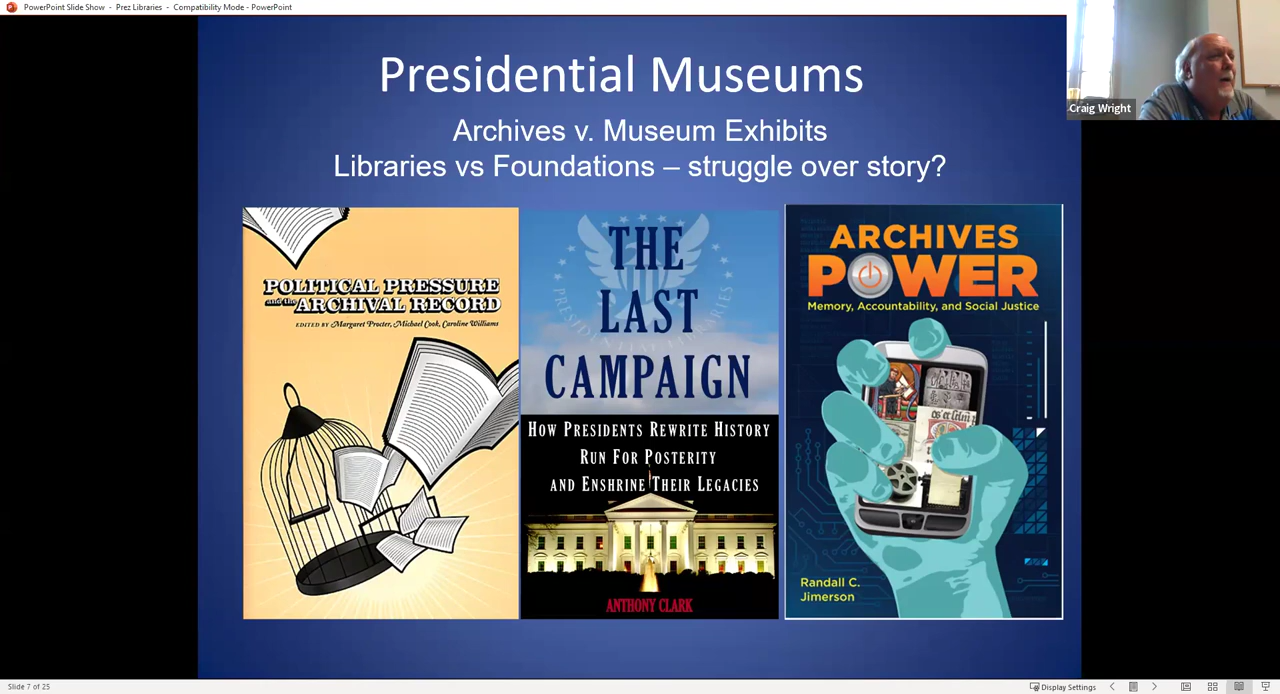 PowerPoint Slide Show - Prez Libraries - Compatibility Mode - PowerPoint
Craig Wright
Presidential Museums
Archives v. Museum Exhibits
Libraries vs Foundations – struggle over story?
POLITICAL PRESSURE
and the ARCHIVAL RECORD
EDITED BY Margaret Procter, Michael Cook, Caroline Williams
PRESIDENTIAL LIBRARIES
THE
LAST
CAMPAIGN
HOW PRESIDENTS REWRITE HISTORY
RUN FOR POSTERITY
AND ENSHRINE THEIR LEGACIES
ANTHONY CLARK
ARCHIVES
POWER
Memory, Accountability, and Social Justice
Randall C.
Jimerson
Slide 7 of 25
Display Settings